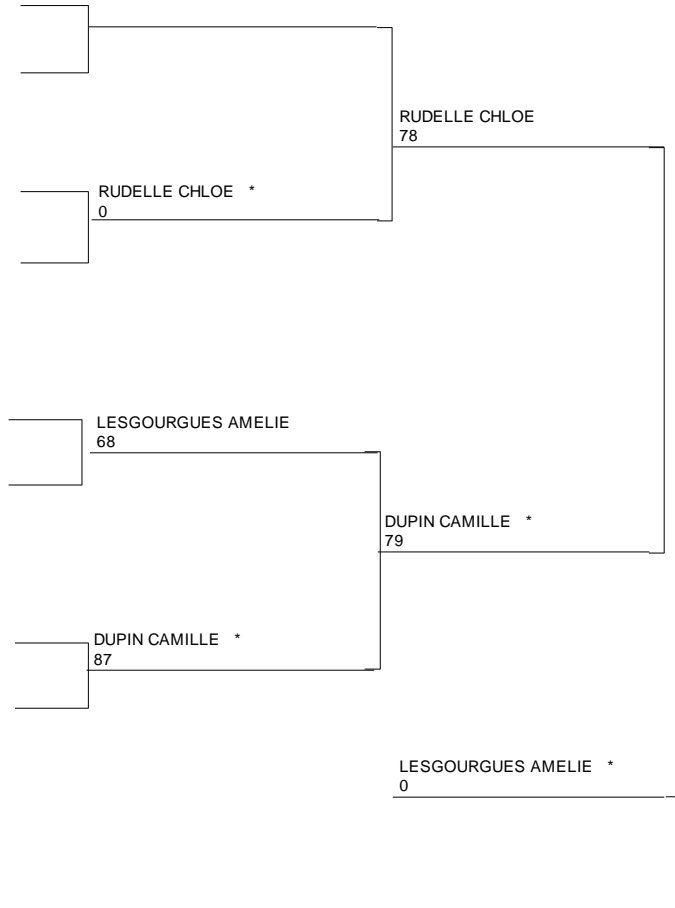 RUDELLE CHLOE
78
RUDELLE CHLOE *
0
LESGOURGUES AMELIE
68
DUPIN CAMILLE *
79
DUPIN CAMILLE *
87
LESGOURGUES AMELIE *
0